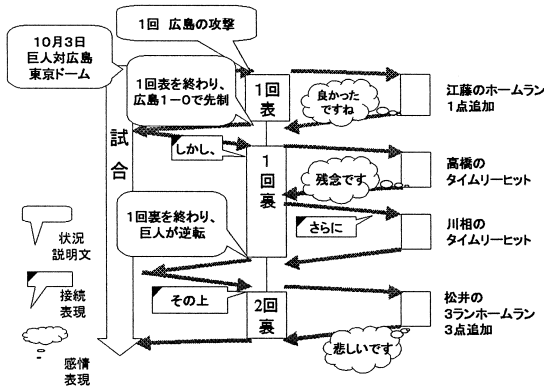 10月3日
巨人対広島
東京ドーム
1回 広島の攻撃
1回表を終わり、
広島1-0で先制
1回表
良かった
ですね
江藤のホームラン
1点追加
試合
しかし、
1回裏
残念です
高橋の
タイムリーヒット
1回裏を終わり、
巨人が逆転
さらに
川相の
タイムリーヒット
その上
2回裏
松井の
3ランホームラン
3点追加
悲しいです
状況
説明文
接続
表現
感情
表現